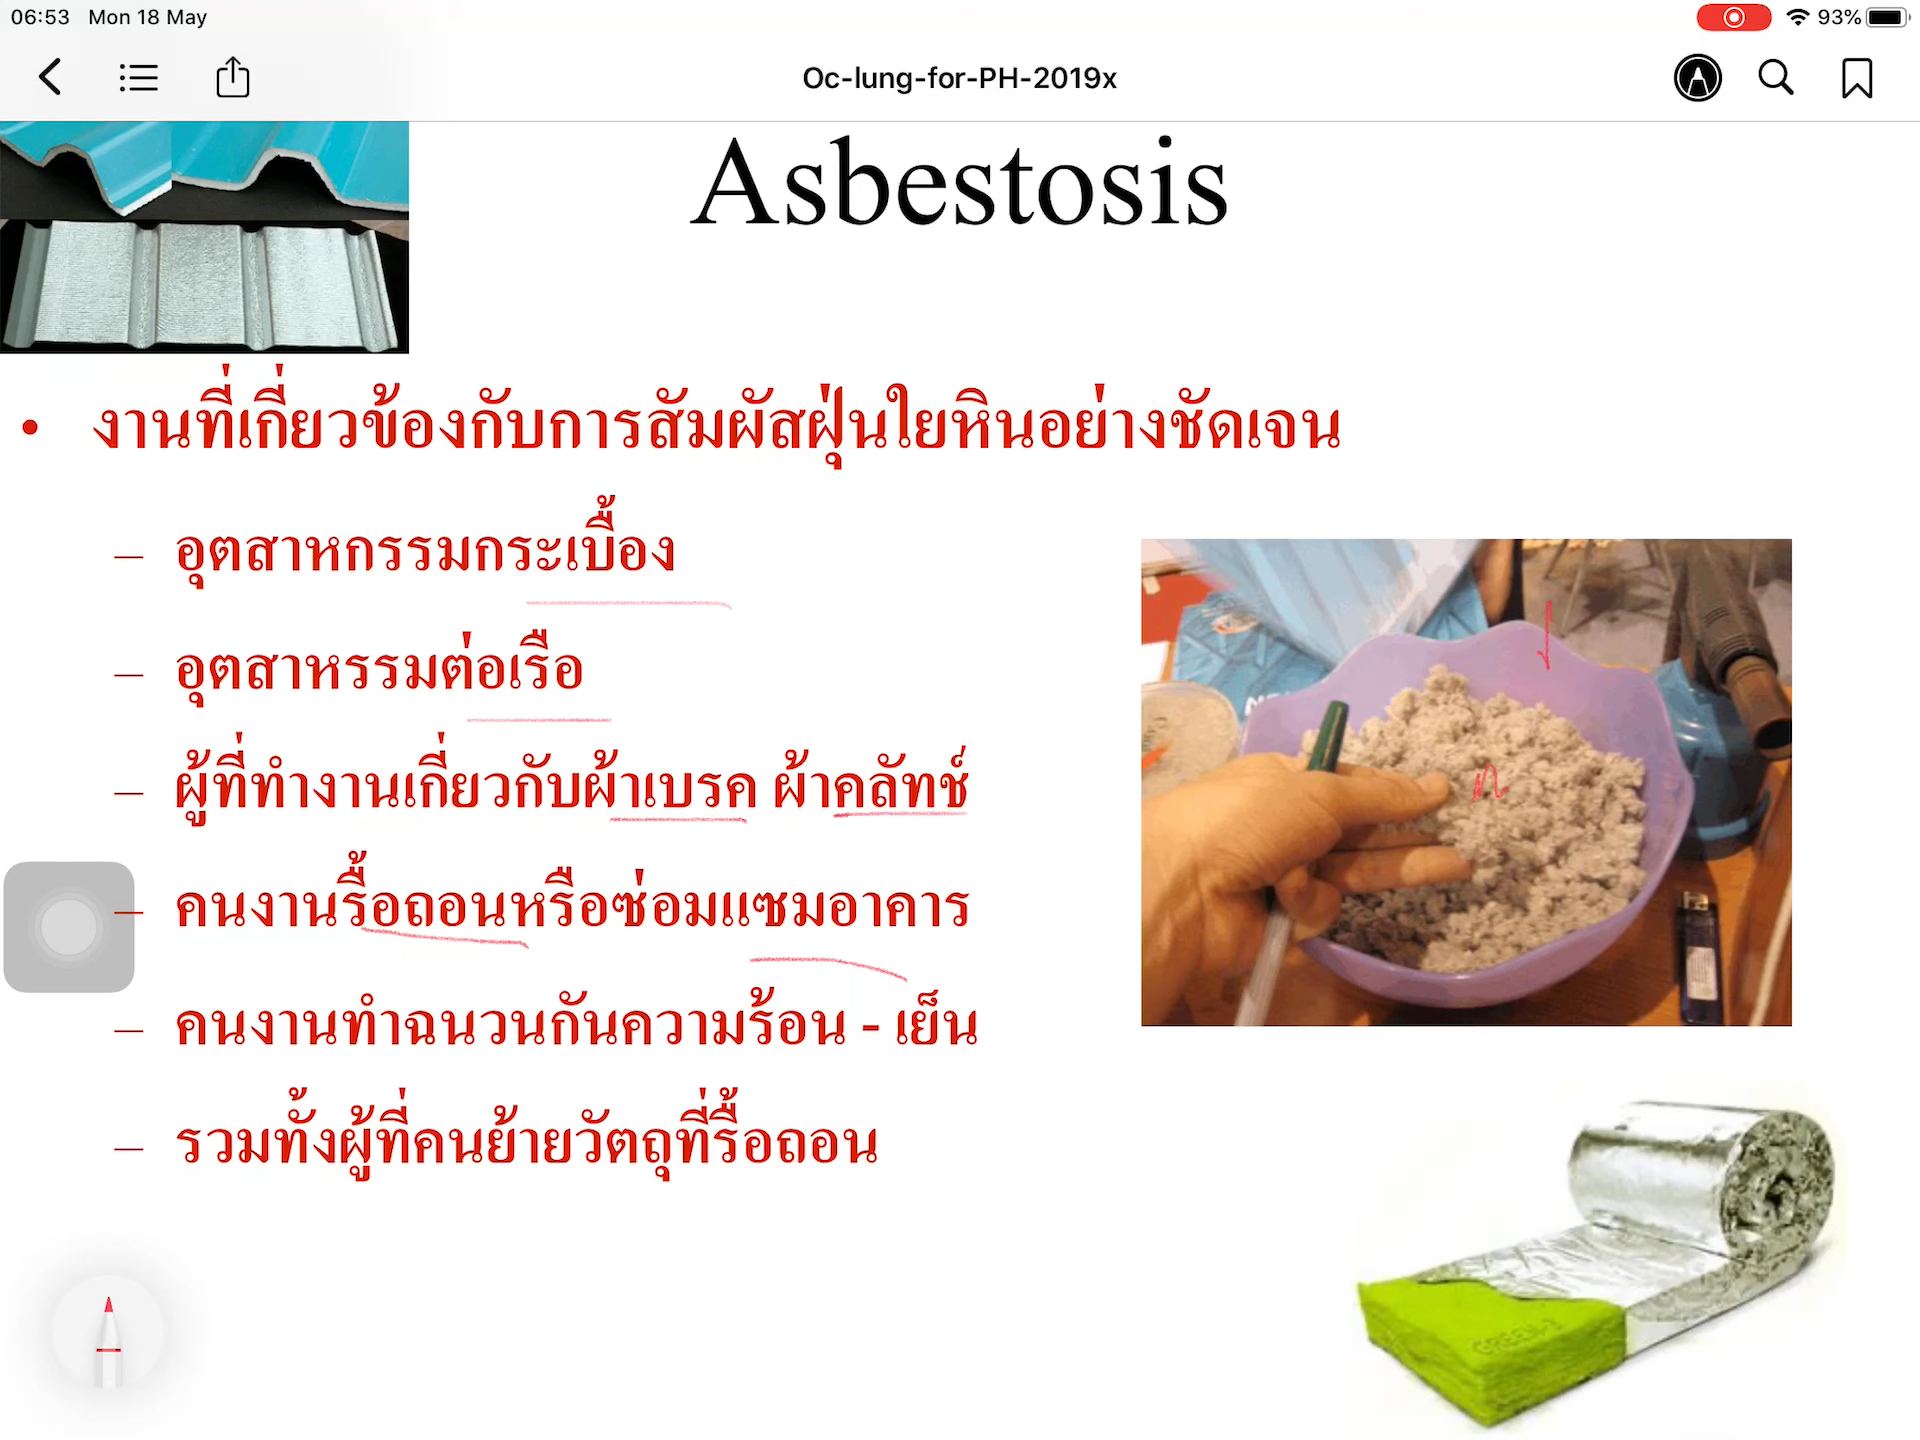 06:53 Mon 18 May
93%
Oc-lung-for-PH-2019x
Asbestosis
• งานที่เกี่ยวข้องกับการสัมผัสฝุ่นใยหินอย่างชัดเจน
– อุตสาหกรรมกระเบื้อง
– อุตสาหรรมต่อเรือ
– ผู้ที่ทำงานเกี่ยวกับผ้าเบรค ผ้าคลัทช์
– คนงานรื้อถอนหรือซ่อมแซมอาคาร
– คนงานทำฉนวนกันความร้อน - เย็น
– รวมทั้งผู้ที่คนย้ายวัตถุที่รื้อถอน